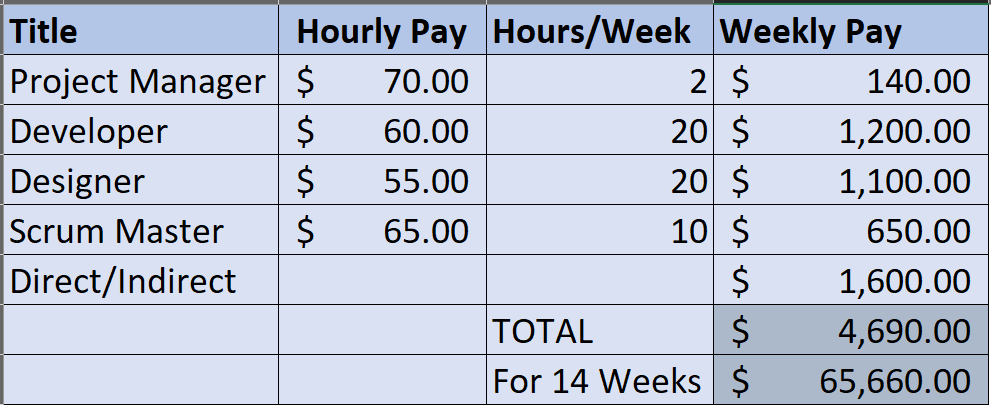 Title Hourly Pay Hours/Week Weekly Pay
Project Manager $ 70.00 2 $ 140.00
Developer $ 60.00 20 $ 1,200.00
Designer $ 55.00 20 $ 1,100.00
Scrum Master $ 65.00 10 $ 650.00
Direct/Indirect $ 1,600.00
TOTAL $ 4,690.00
For 14 Weeks $ 65,660.00